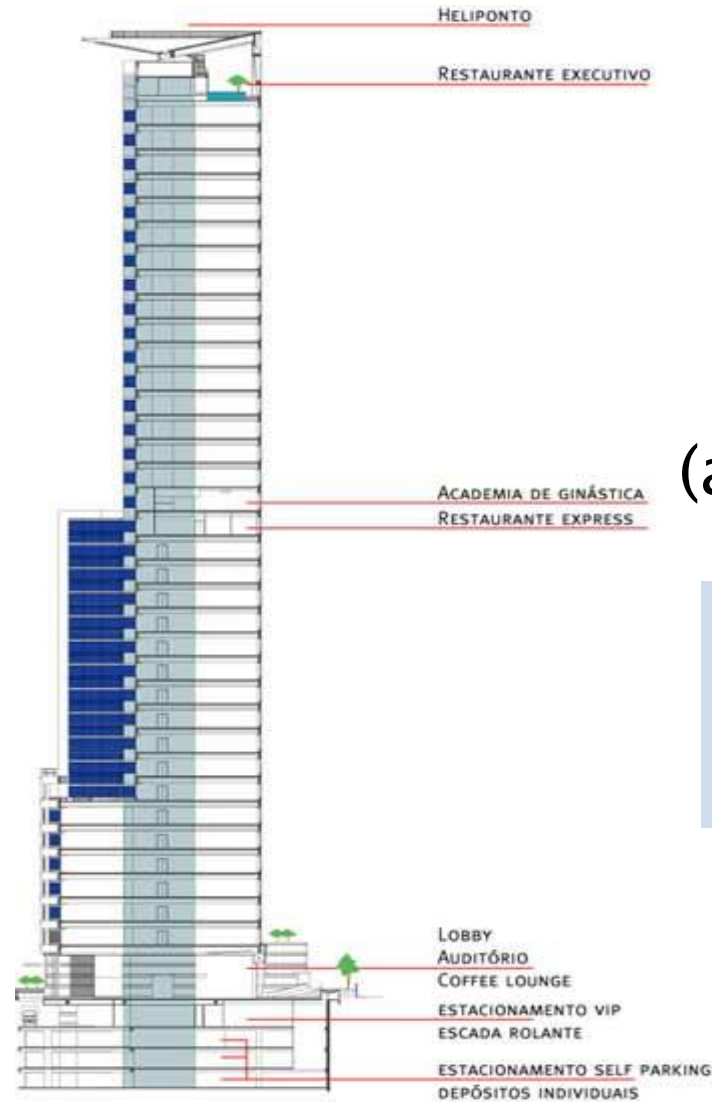 HELIPONTO
RESTAURANTE EXECUTIVO
ACADEMIA DE GINÁSTICA
(a
RESTAURANTE EXPRESS
LOBBY
AUDITÓRIO
COFFEE LOUNGE
ESTACIONAMENTO VIP
ESCADA ROLANTE
ESTACIONAMENTO SELF PARKING
DEPÓSITOS INDIVIDUAIS